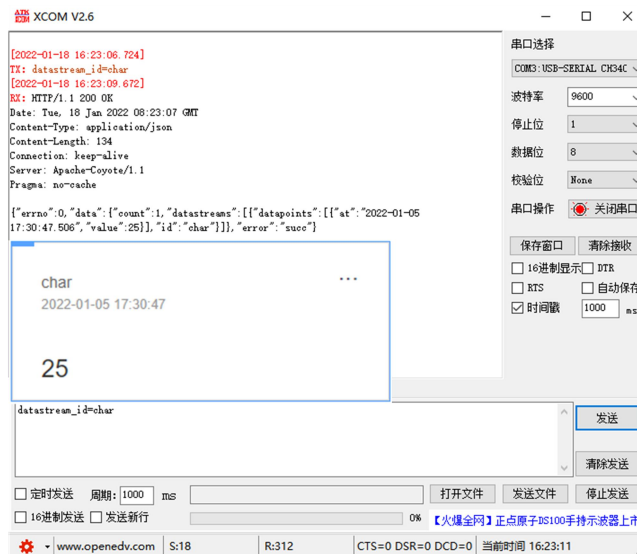 XCOM V2.6
[2022-01-18 16:23:06.724]
TX: datastream_id=char
[2022-01-18 16:23:09.672]
RX: HTTP/1.1 200 OK
Date: Tue, 18 Jan 2022 08:23:07 GMT
Content-Type: application/json
Content-Length: 134
Connection: keep-alive
Server: Apache-Coyote/1.1
Pragma: no-cache
{"errno":0,"data":{"count":1,"datastreams":[{"datapoints":[{"at":"2022-01-05
17:30:47.506","value":25}],"id":"char"}]},"error":"succ"}
char
2022-01-05 17:30:47
25
串口选择
COM3:USB-SERIAL CH34
波特率 9600
停止位 1
数据位 8
校验位 None
串口操作 关闭串口
保存窗口 清除接收
16进制显示 DTR
RTS 自动保存
时间戳 1000 ms
datastream_id=char
发送
清除发送
定时发送 周期: 1000 ms 打开文件 发送文件 停止发送
16进制发送 发送新行 0% 【火爆全网】正点原子DS100手持示波器上市
www.openedv.com S:18 R:312 CTS=0 DSR=0 DCD=0 当前时间 16:23:11